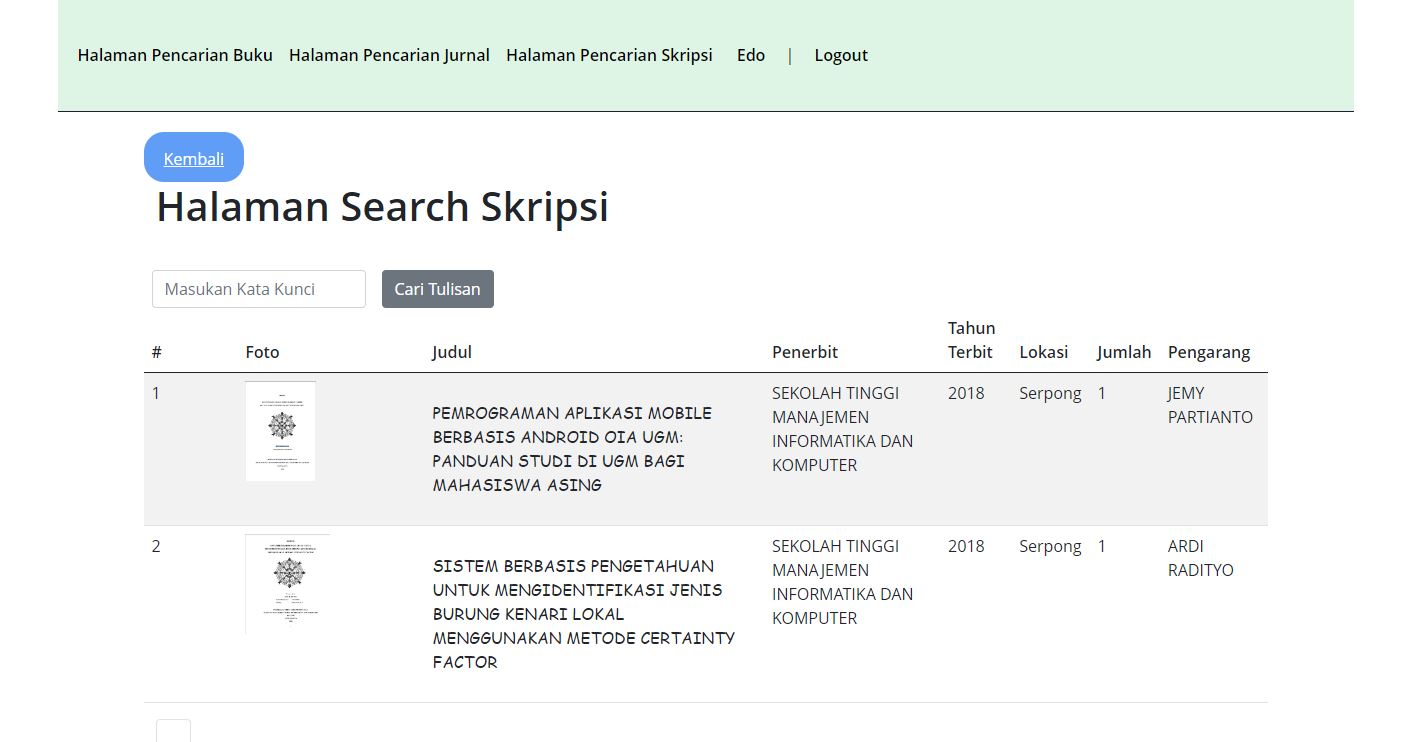 Halaman Pencarian Buku Halaman Pencarian Jurnal Halaman Pencarian Skripsi Edo | Logout
Kembali
Halaman Search Skripsi
Masukan Kata Kunci Cari Tulisan
# Foto Judul Penerbit Tahun Terbit Lokasi Jumlah Pengarang
1
PEMROGRAMAN APLIKASI MOBILE
BERBASIS ANDROID OIA UGM:
PANDUAN STUDI DI UGM BAGI
MAHASISWA ASING
SEKOLAH TINGGI
MANAJEMEN
INFORMATIKA DAN
KOMPUTER
2018
Serpong
1
JEMY
PARTIANTO
2
SISTEM BERBASIS PENGETAHUAN
UNTUK MENGIDENTIFIKASI JENIS
BURUNG KENARI LOKAL
MENGGUNAKAN METODE CERTAINTY
FACTOR
SEKOLAH TINGGI
MANAJEMEN
INFORMATIKA DAN
KOMPUTER
2018
Serpong
1
ARDI
RADITYO